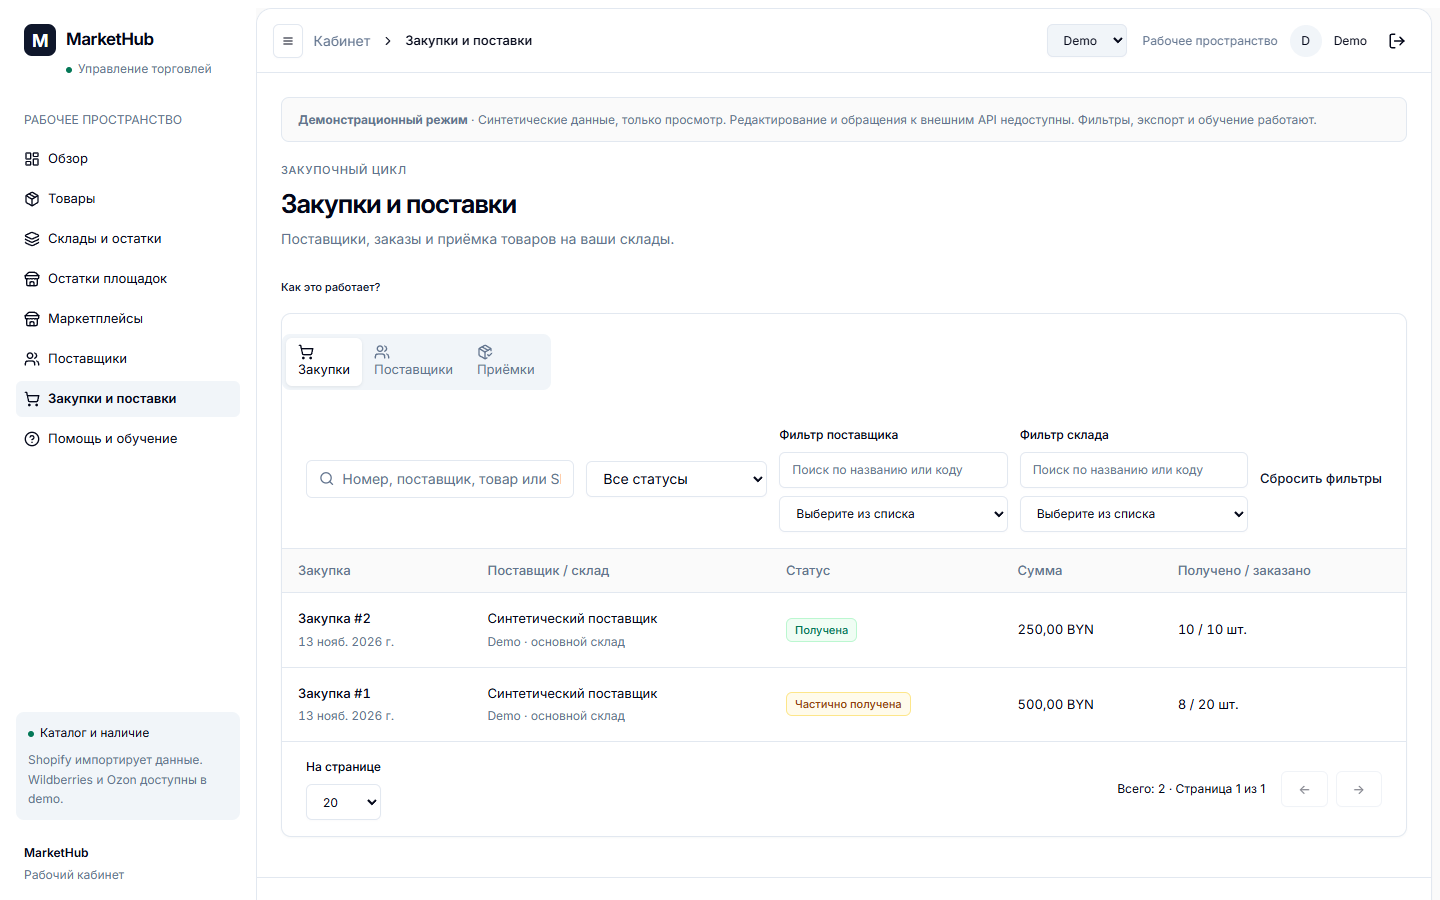 M MarketHub
Управление торговлей
РАБОЧЕЕ ПРОСТРАНСТВО
Обзор
Товары
Склады и остатки
Остатки площадок
Маркетплейсы
Поставщики
Закупки и поставки
Помощь и обучение
Каталог и наличие
Shopify импортирует данные.
Wildberries и Ozon доступны в
demo.
MarketHub
Рабочий кабинет
Кабинет > Закупки и поставки
Demo Рабочее пространство D Demo
Демонстрационный режим · Синтетические данные, только просмотр. Редактирование и обращения к внешним API недоступны. Фильтры, экспорт и обучение работают.
ЗАКУПОЧНЫЙ ЦИКЛ
Закупки и поставки
Поставщики, заказы и приёмка товаров на ваши склады.
Как это работает?
Закупки Поставщики Приёмки
Фильтр поставщика Фильтр склада
Номер, поставщик, товар или S Все статусы Поиск по названию или коду Поиск по названию или коду Сбросить фильтры
Выберите из списка Выберите из списка
Закупка Поставщик / склад Статус Сумма Получено / заказано
Закупка #2 Синтетический поставщик Получена 250,00 BYN 10 / 10 шт.
13 нояб. 2026 г. Demo · основной склад
Закупка #1 Синтетический поставщик Частично получена 500,00 BYN 8 / 20 шт.
13 нояб. 2026 г. Demo · основной склад
На странице
20 Всего: 2 · Страница 1 из 1 ← →